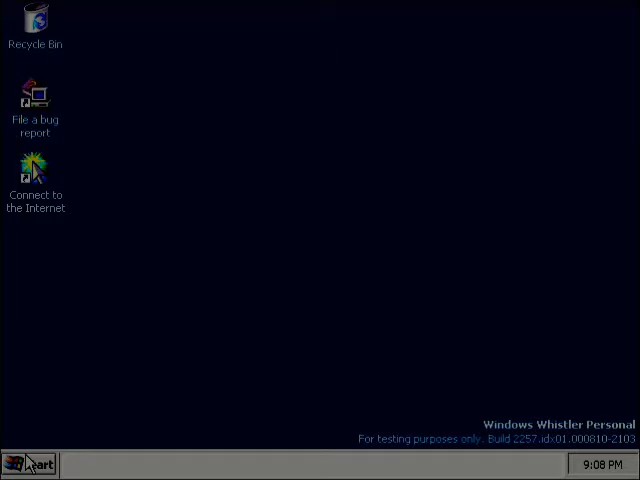 Recycle Bin
File a bug
report
Connect to
the Internet
Windows Whistler Personal
For testing purposes only. Build 2257.idx01.000810-2103
9:08 PM